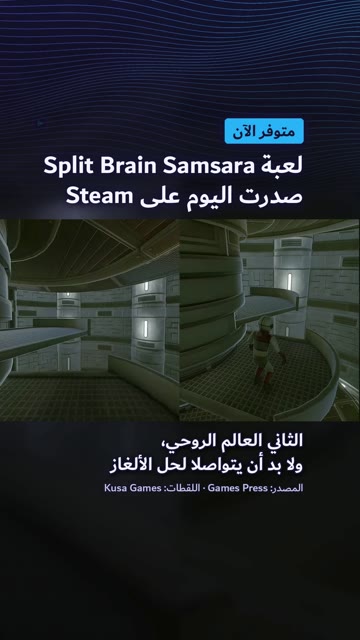 متوفر الآن
لعبة Split Brain Samsara
صدرت اليوم على Steam
الثاني العالم الروحي،
ولا بد أن يتواصلا لحل الألغاز
المصدر: Games Press · اللقطات: Kusa Games